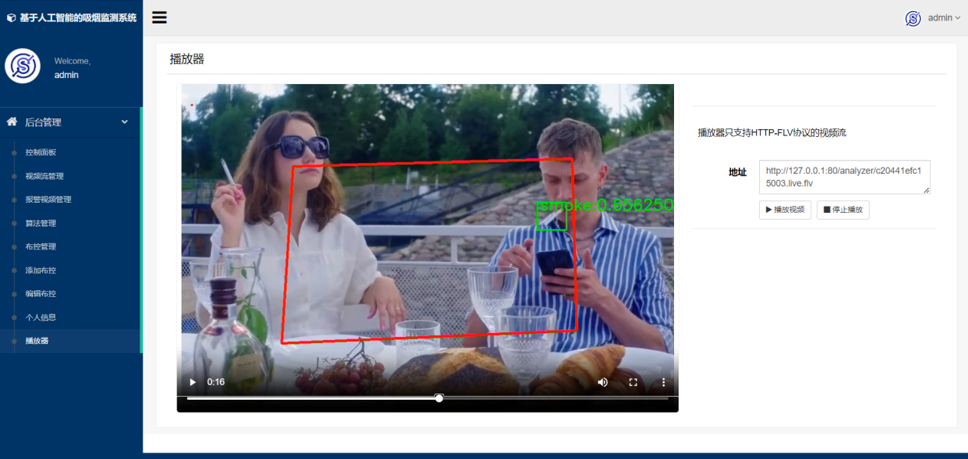 基于人工智能的吸烟监测系统
admin
Welcome,
admin
后台管理
控制面板
视频流管理
报警视频管理
算法管理
布控管理
添加布控
编辑布控
个人信息
播放器
播放器
smoke:0.956250
0:16
播放器只支持HTTP-FLV协议的视频流
地址
http://127.0.0.1:80/analyzer/c20441efc1
5003.live.flv
播放视频
停止播放